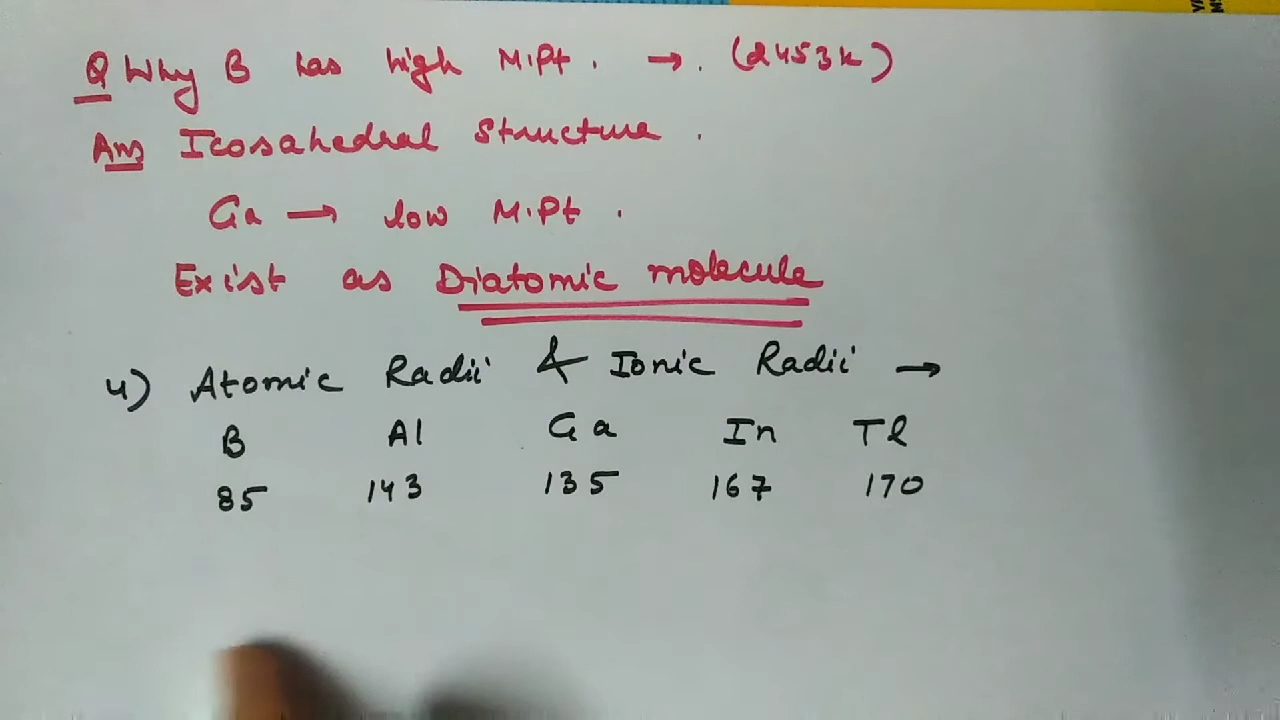 Q Why B has high M.Pt. → . (2453K)
Ans Icosahedral Structure.
Ga → low M.Pt.
Exist as Diatomic molecule
4) Atomic Radii & Ionic Radii →
B Al Ga In Tl
85 143 135 167 170